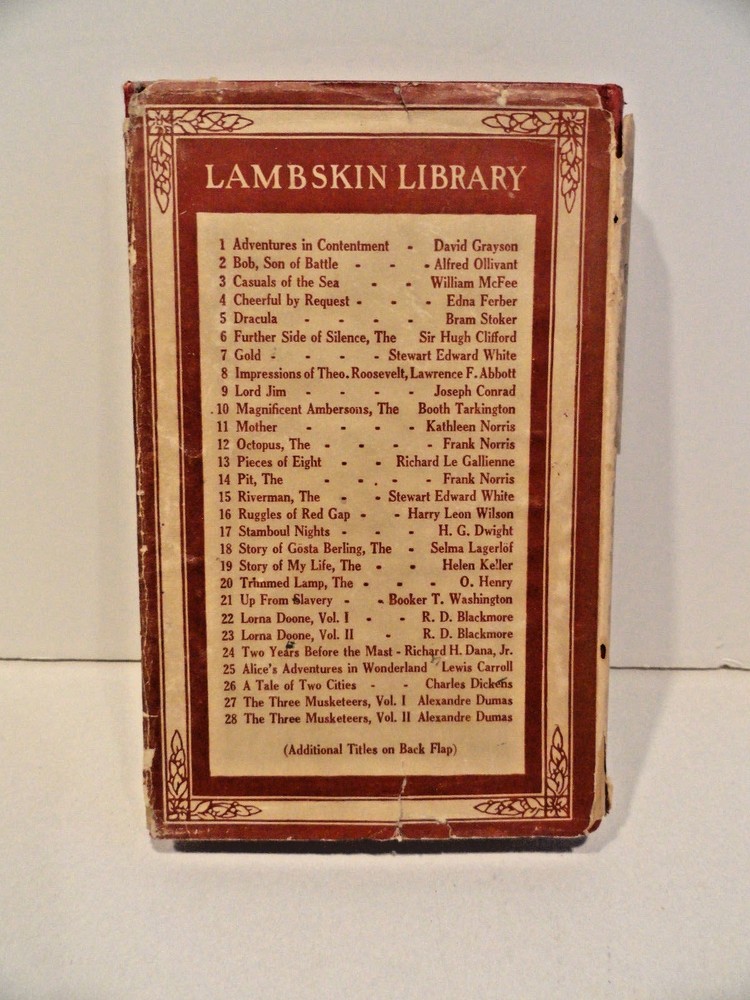 LAMBSKIN LIBRARY
1 Adventures in Contentment - David Grayson
2 Bob, Son of Battle - - - Alfred Ollivant
3 Casuals of the Sea - - William McFee
4 Cheerful by Request - - - Edna Ferber
5 Dracula - - - - Bram Stoker
6 Further Side of Silence, The Sir Hugh Clifford
7 Gold - - - - Stewart Edward White
8 Impressions of Theo. Roosevelt, Lawrence F. Abbott
9 Lord Jim - - - - Joseph Conrad
10 Magnificent Ambersons, The Booth Tarkington
11 Mother - - - - Kathleen Norris
12 Octopus, The - - - - Frank Norris
13 Pieces of Eight - - Richard Le Gallienne
14 Pit, The - - - - Frank Norris
15 Riverman, The - - Stewart Edward White
16 Ruggles of Red Gap - - Harry Leon Wilson
17 Stamboul Nights - - - H. G. Dwight
18 Story of Gösta Berling, The - Selma Lagerlöf
19 Story of My Life, The - - Helen Keller
20 Trimmed Lamp, The - - - O. Henry
21 Up From Slavery - - Booker T. Washington
22 Lorna Doone, Vol. I - - R. D. Blackmore
23 Lorna Doone, Vol. II - R. D. Blackmore
24 Two Years Before the Mast - Richard H. Dana, Jr.
25 Alice's Adventures in Wonderland Lewis Carroll
26 A Tale of Two Cities - - Charles Dickens
27 The Three Musketeers, Vol. I Alexandre Dumas
28 The Three Musketeers, Vol. II Alexandre Dumas
(Additional Titles on Back Flap)